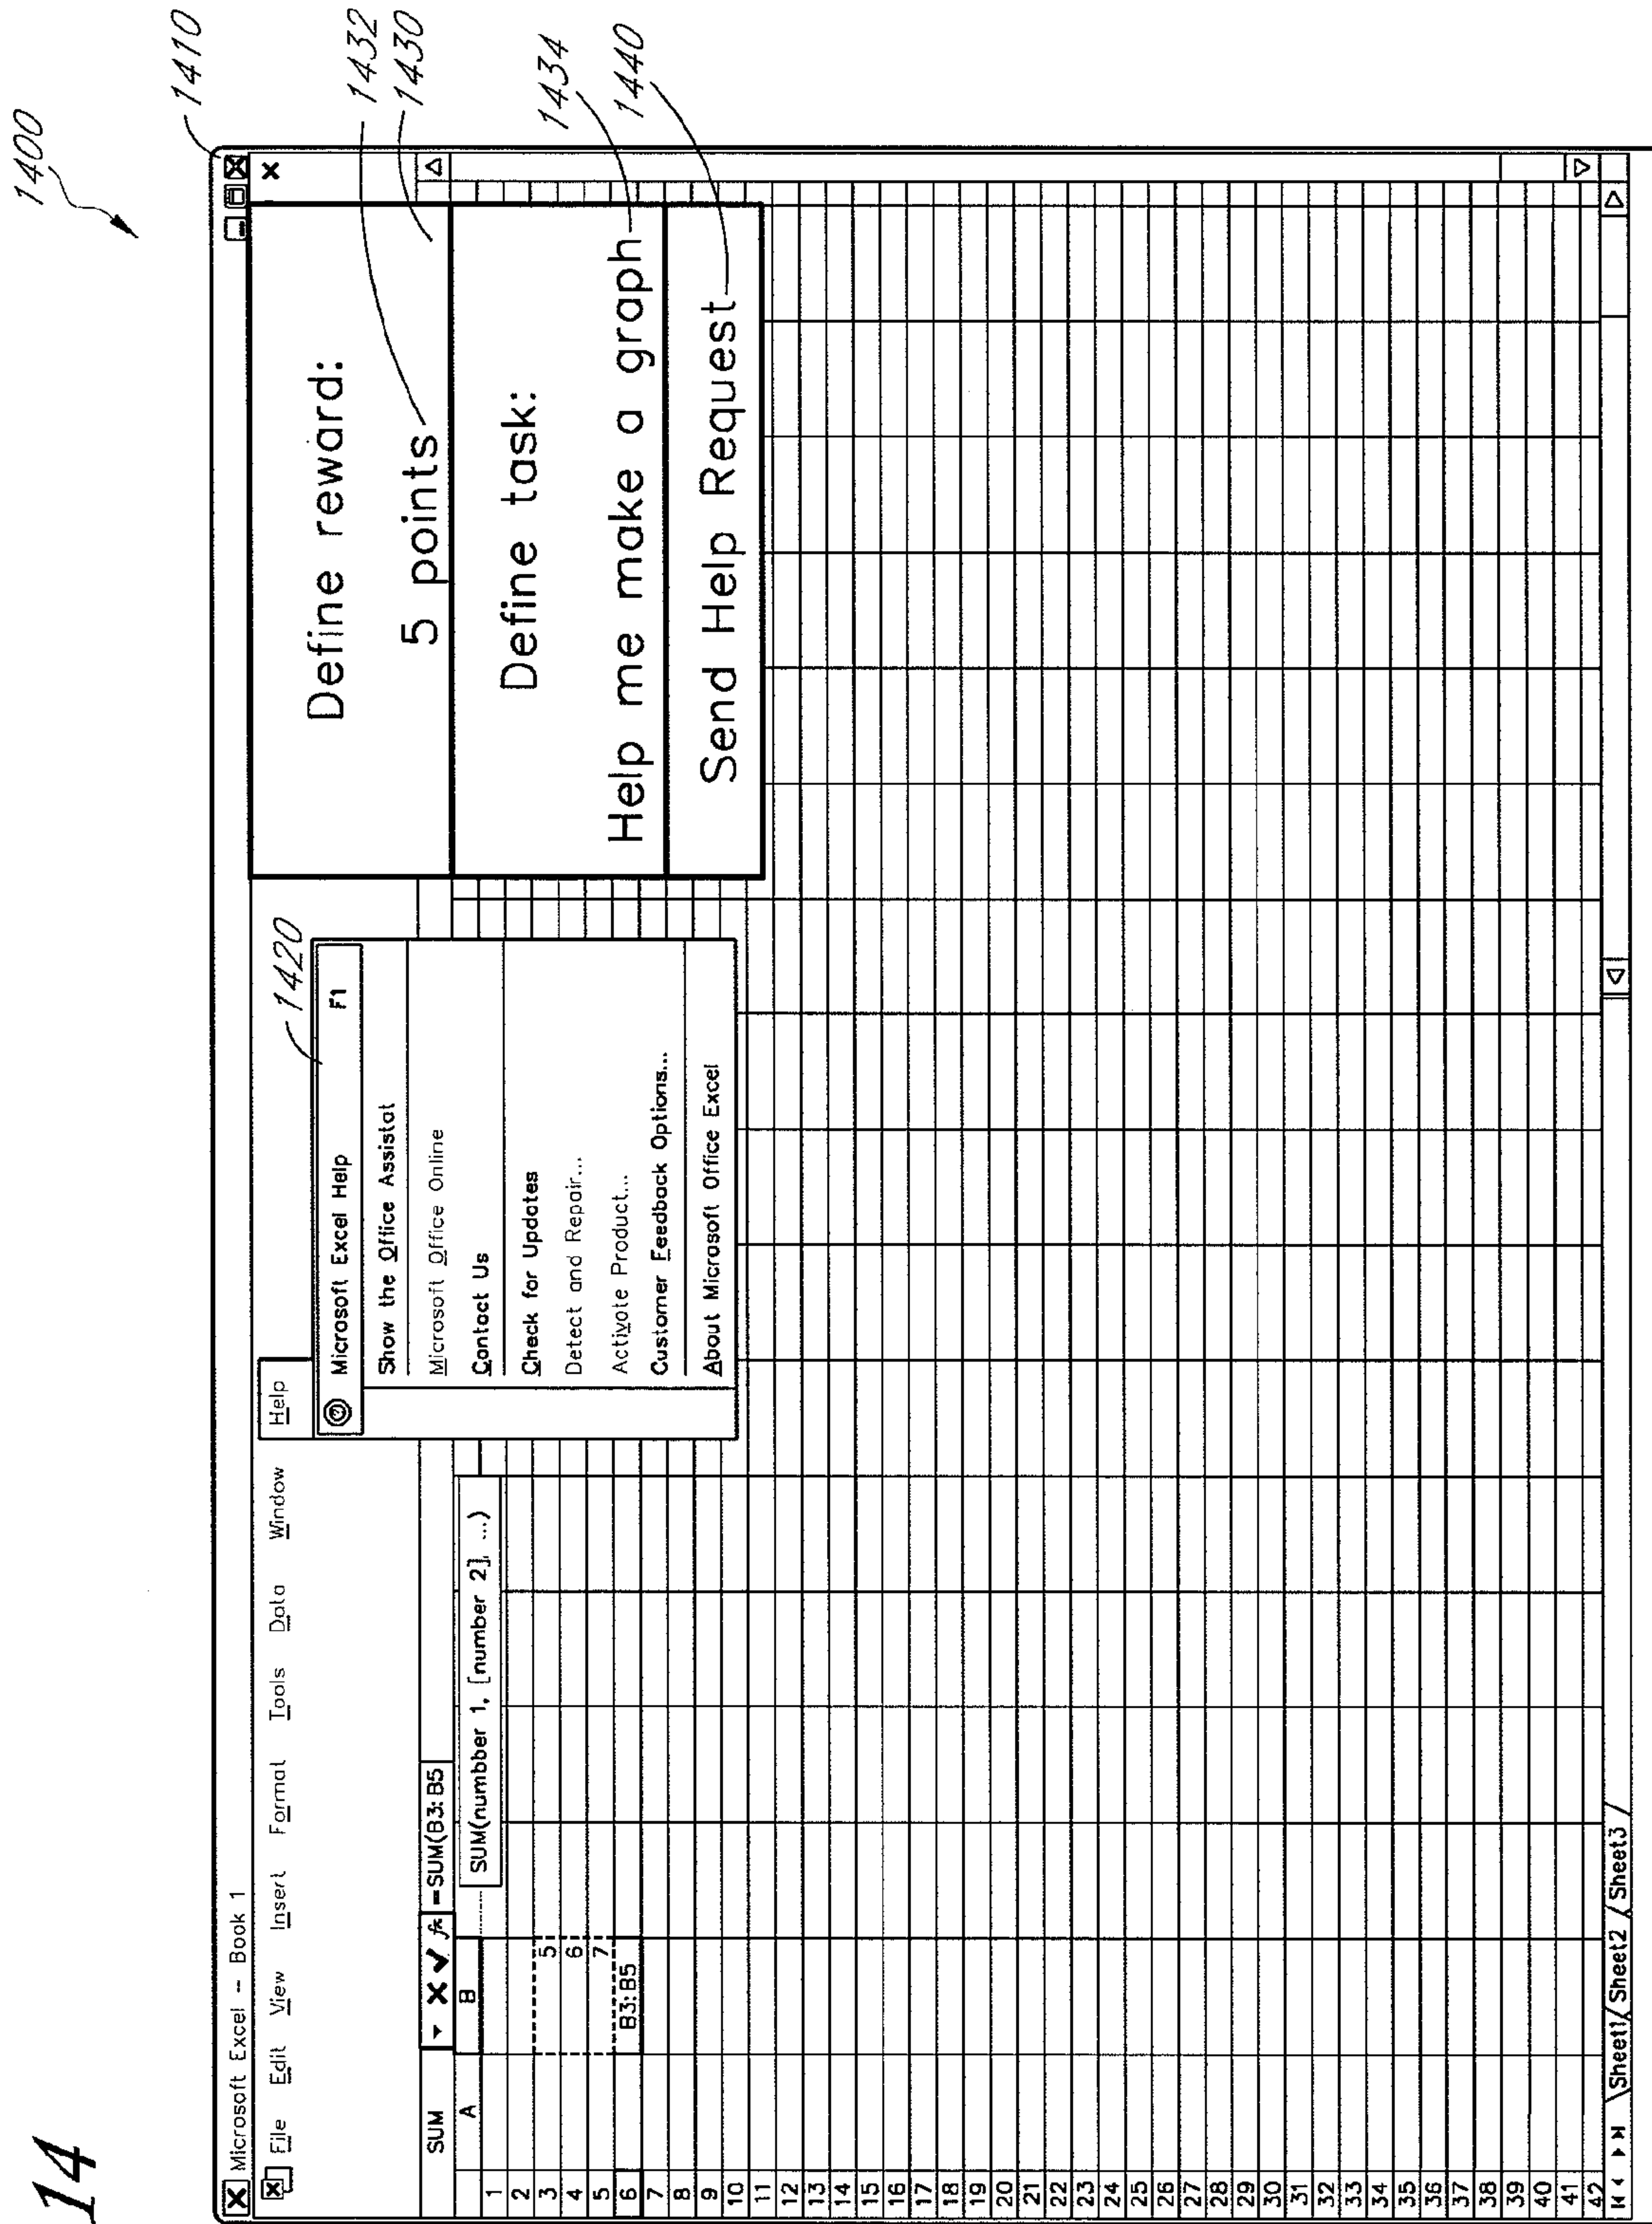 14
1400
1410
Microsoft Excel -- Book 1
File Edit View Insert Formal Tools Data Window Help
1420
Microsoft Excel Help F1
Show the Office Assistat
Microsoft Office Online
Contact Us
Check for Updates
Detect and Repair...
Activate Product...
Customer Feedback Options...
About Microsoft Office Excel
Define reward:
5 points
1432
1430
Define task:
Help me make a graph
1434
Send Help Request
1440
SUM
fx =SUM(B3:B5
A B
SUM(numbber 1, [number 2], ...)
1
2
3 5
4 6
5 7
6 B3:B5
7
8
9
10
11
12
13
14
15
16
17
18
19
20
21
22
23
24
25
26
27
28
29
30
31
32
33
34
35
36
37
38
39
40
41
42
Sheet1 Sheet2 Sheet3